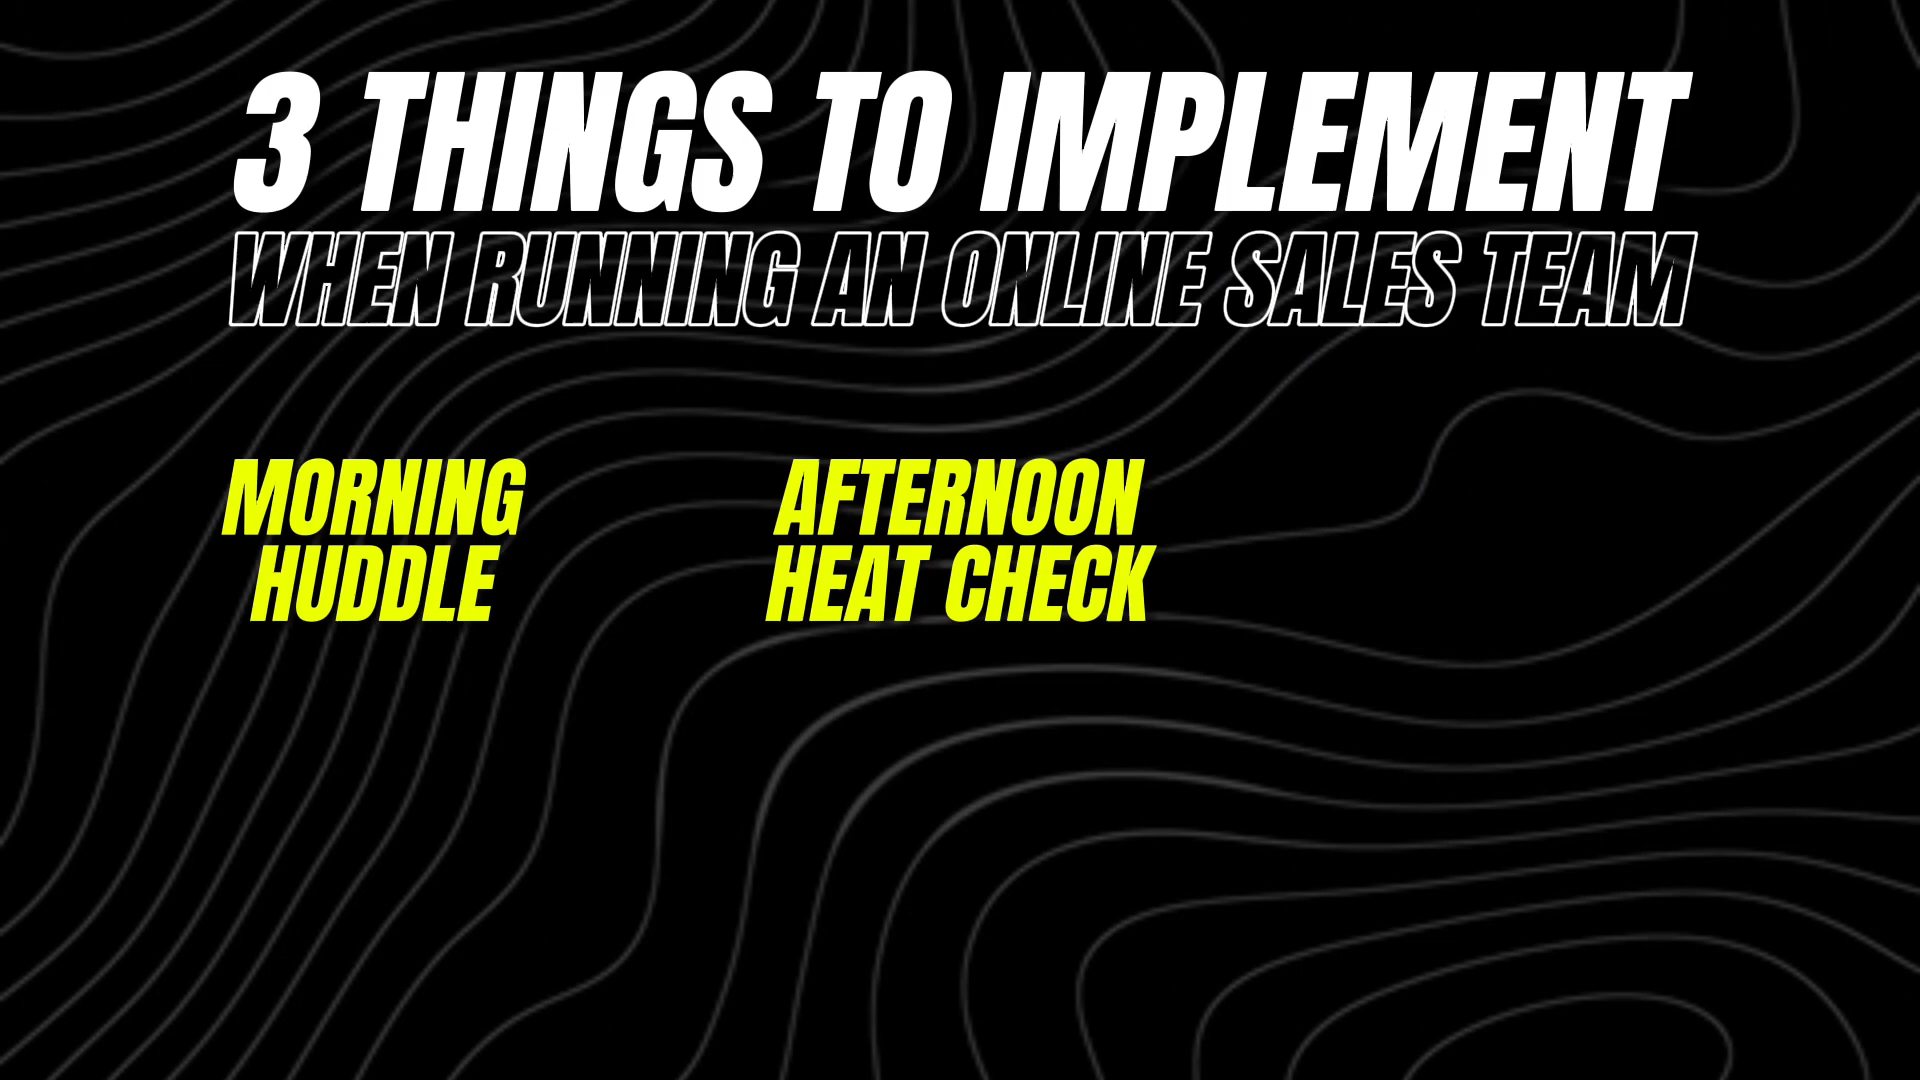 3 THINGS TO IMPLEMENT
WHEN RUNNING AN ONLINE SALES TEAM
MORNING
HUDDLE
AFTERNOON
HEAT CHECK